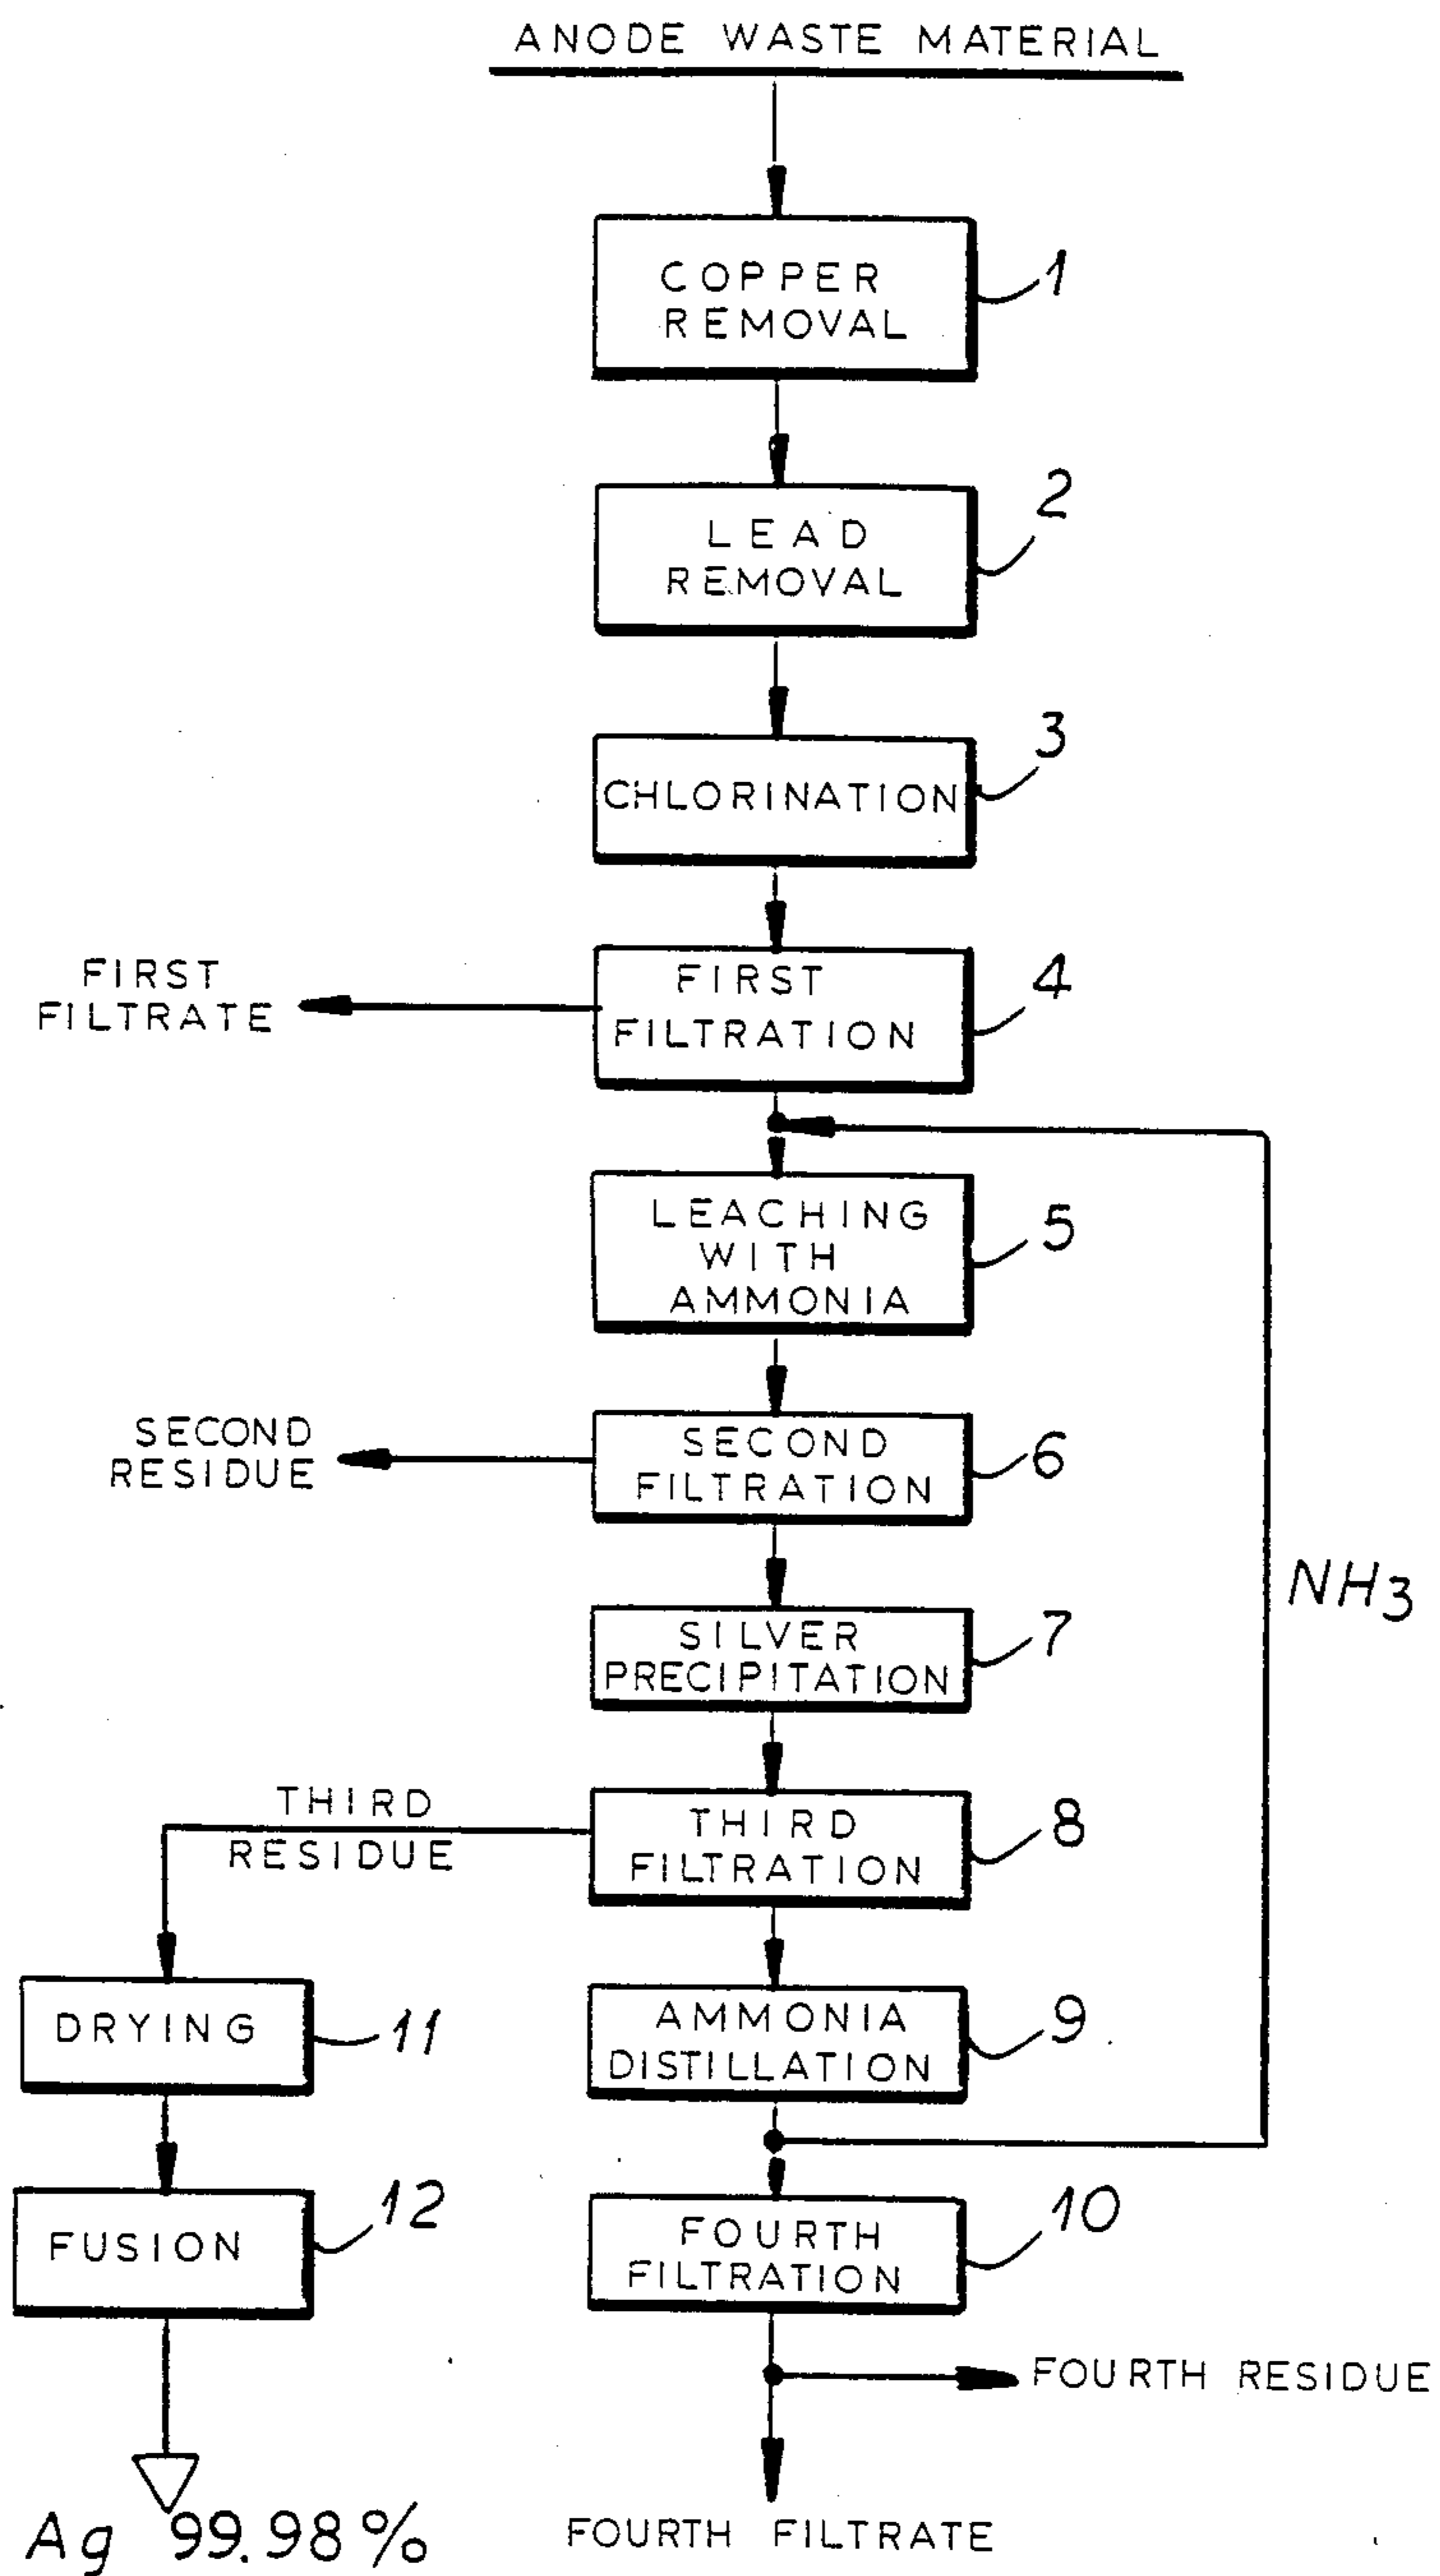 ANODE WASTE MATERIAL
COPPER
REMOVAL
1
LEAD
REMOVAL
2
CHLORINATION
3
FIRST
FILTRATE
FIRST
FILTRATION
4
LEACHING
WITH
AMMONIA
5
SECOND
RESIDUE
SECOND
FILTRATION
6
NH3
SILVER
PRECIPITATION
7
THIRD
RESIDUE
THIRD
FILTRATION
8
DRYING
11
AMMONIA
DISTILLATION
9
FUSION
12
FOURTH
FILTRATION
10
FOURTH RESIDUE
Ag 99.98%
FOURTH FILTRATE